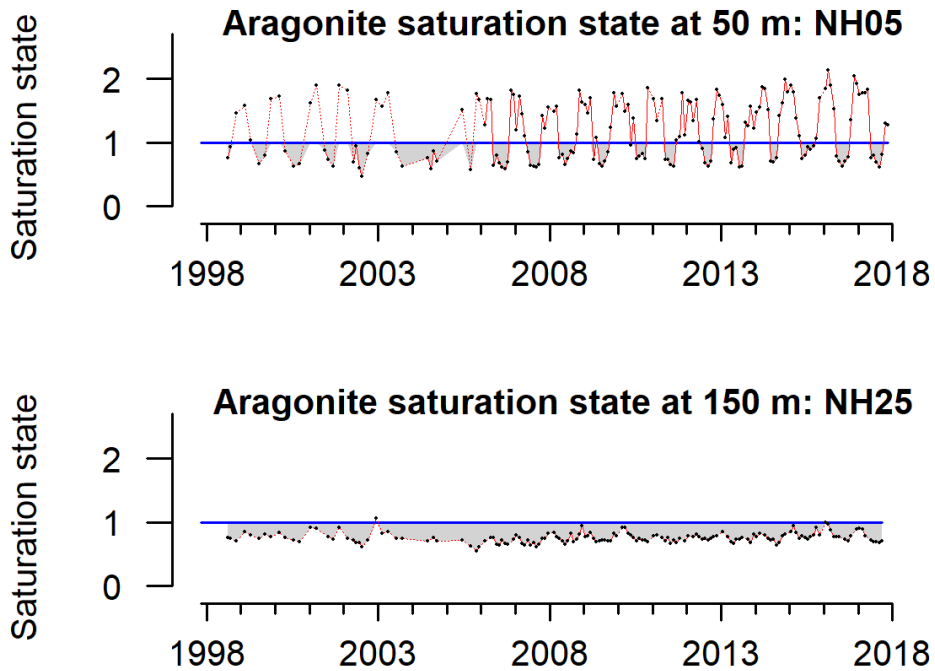 Aragonite saturation state at 50 m: NH05
Saturation state
2
1
0
1998 2003 2008 2013 2018
Aragonite saturation state at 150 m: NH25
Saturation state
2
1
0
1998 2003 2008 2013 2018